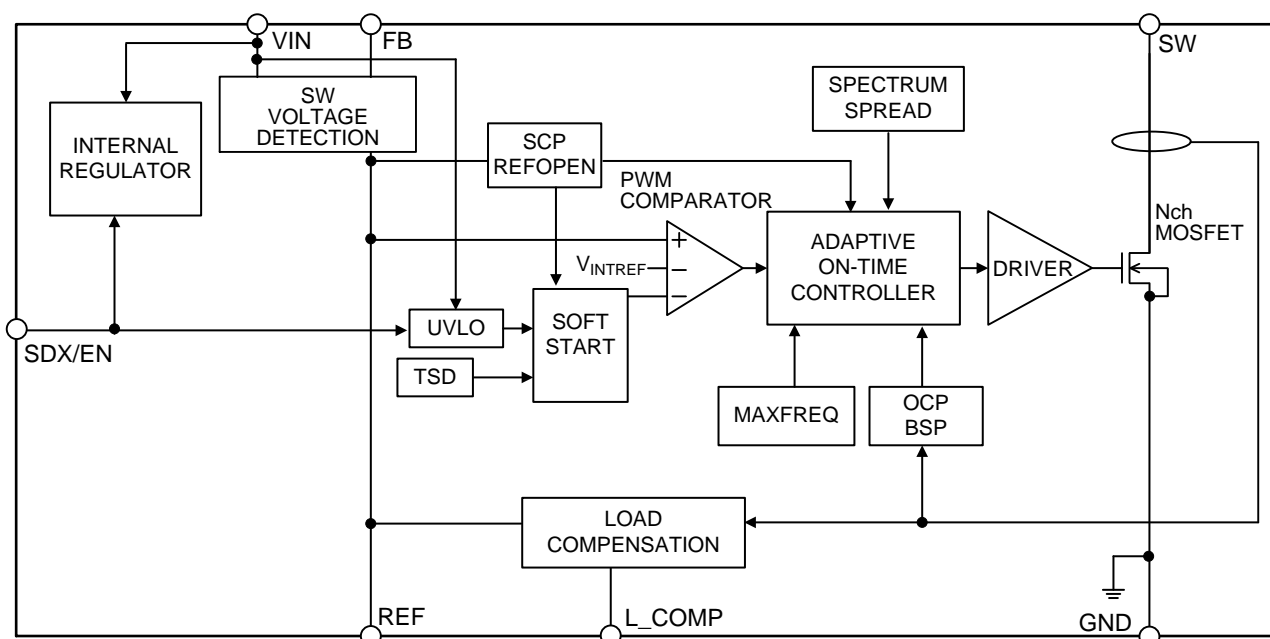 VIN
FB
SW
SW
VOLTAGE
DETECTION
INTERNAL
REGULATOR
SPECTRUM
SPREAD
SCP
REFOPEN
PWM
COMPARATOR
Nch
MOSFET
+
VINTREF
−
−
ADAPTIVE
ON-TIME
CONTROLLER
DRIVER
SDX/EN
UVLO
SOFT
START
TSD
MAXFREQ
OCP
BSP
LOAD
COMPENSATION
REF
L_COMP
GND